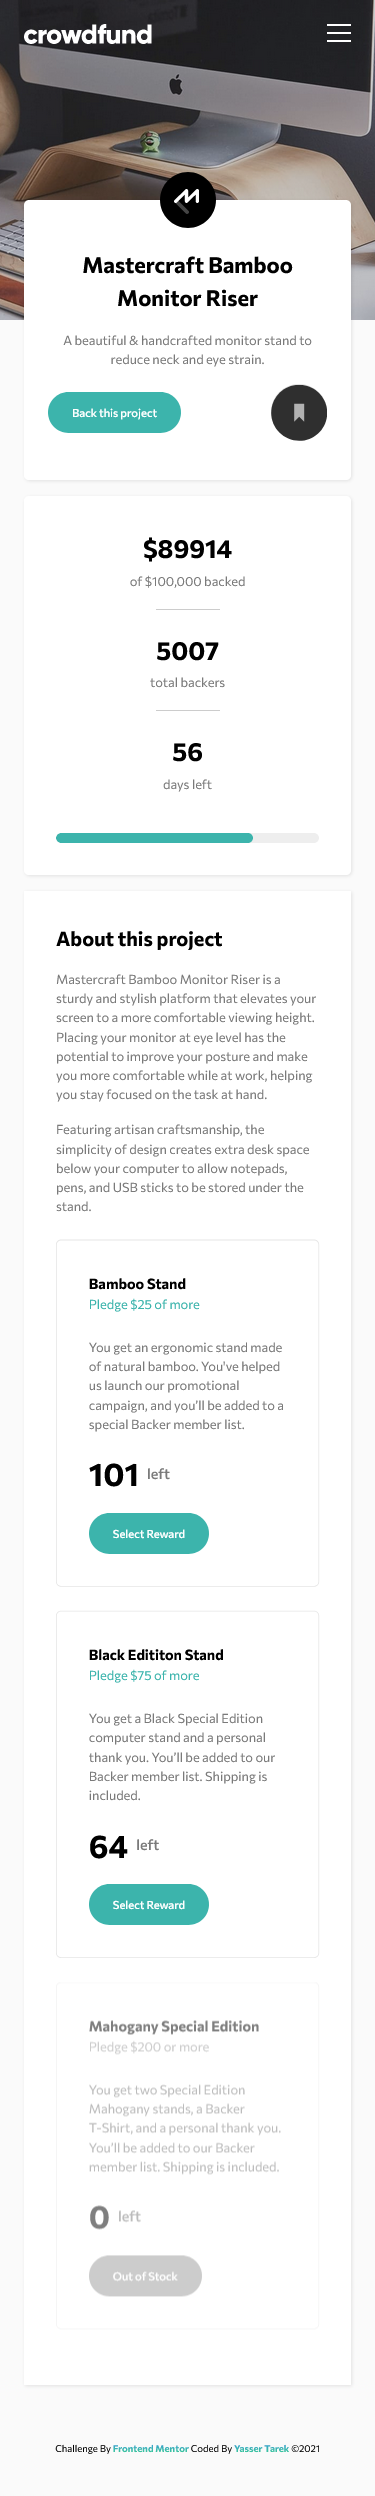 crowdfund
Mastercraft Bamboo
Monitor Riser
A beautiful & handcrafted monitor stand to
reduce neck and eye strain.
Back this project
$89914
of $100,000 backed
5007
total backers
56
days left
About this project
Mastercraft Bamboo Monitor Riser is a
sturdy and stylish platform that elevates your
screen to a more comfortable viewing height.
Placing your monitor at eye level has the
potential to improve your posture and make
you more comfortable while at work, helping
you stay focused on the task at hand.
Featuring artisan craftsmanship, the
simplicity of design creates extra desk space
below your computer to allow notepads,
pens, and USB sticks to be stored under the
stand.
Bamboo Stand
Pledge $25 of more
You get an ergonomic stand made
of natural bamboo. You've helped
us launch our promotional
campaign, and you'll be added to a
special Backer member list.
101 left
Select Reward
Black Edititon Stand
Pledge $75 of more
You get a Black Special Edition
computer stand and a personal
thank you. You'll be added to our
Backer member list. Shipping is
included.
64 left
Select Reward
Mahogany Special Edition
Pledge $200 or more
You get two Special Edition
Mahogany stands, a Backer
T-Shirt, and a personal thank you.
You'll be added to our Backer
member list. Shipping is included.
0 left
Out of Stock
Challenge By Frontend Mentor Coded By Yasser Tarek ©2021